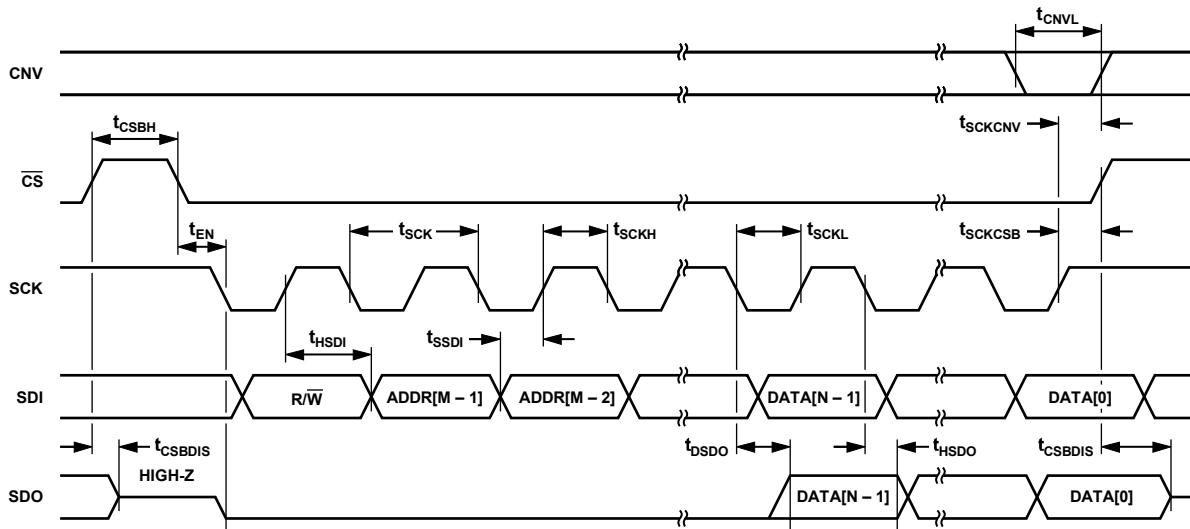 tCNVL
CNV
tCSBH
tSCKCNV
CS
tEN
tSCK
tSCKH
tSCKL
tSCKCSB
SCK
tHSDI
tSSDI
SDI
R/W
ADDR[M – 1]
ADDR[M – 2]
DATA[N – 1]
DATA[0]
tCSBDIS
tDSDO
tHSDO
tCSBDIS
HIGH-Z
SDO
DATA[N – 1]
DATA[0]